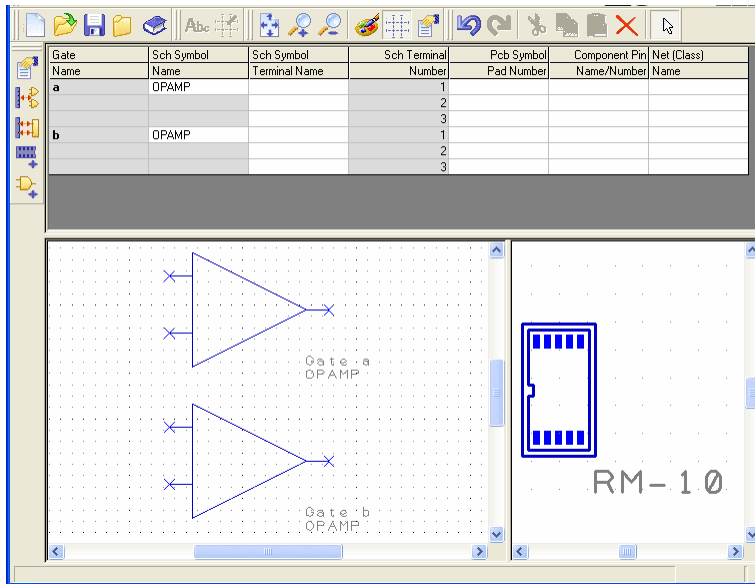 Abc
Gate Sch Symbol Sch Symbol Sch Terminal Pcb Symbol Component Pin Net (Class)
Name Name Terminal Name Number Pad Number Name/Number Name
a OPAMP 1
2
3
b OPAMP 1
2
3
Gate a
OPAMP
Gate b
OPAMP
RM-10